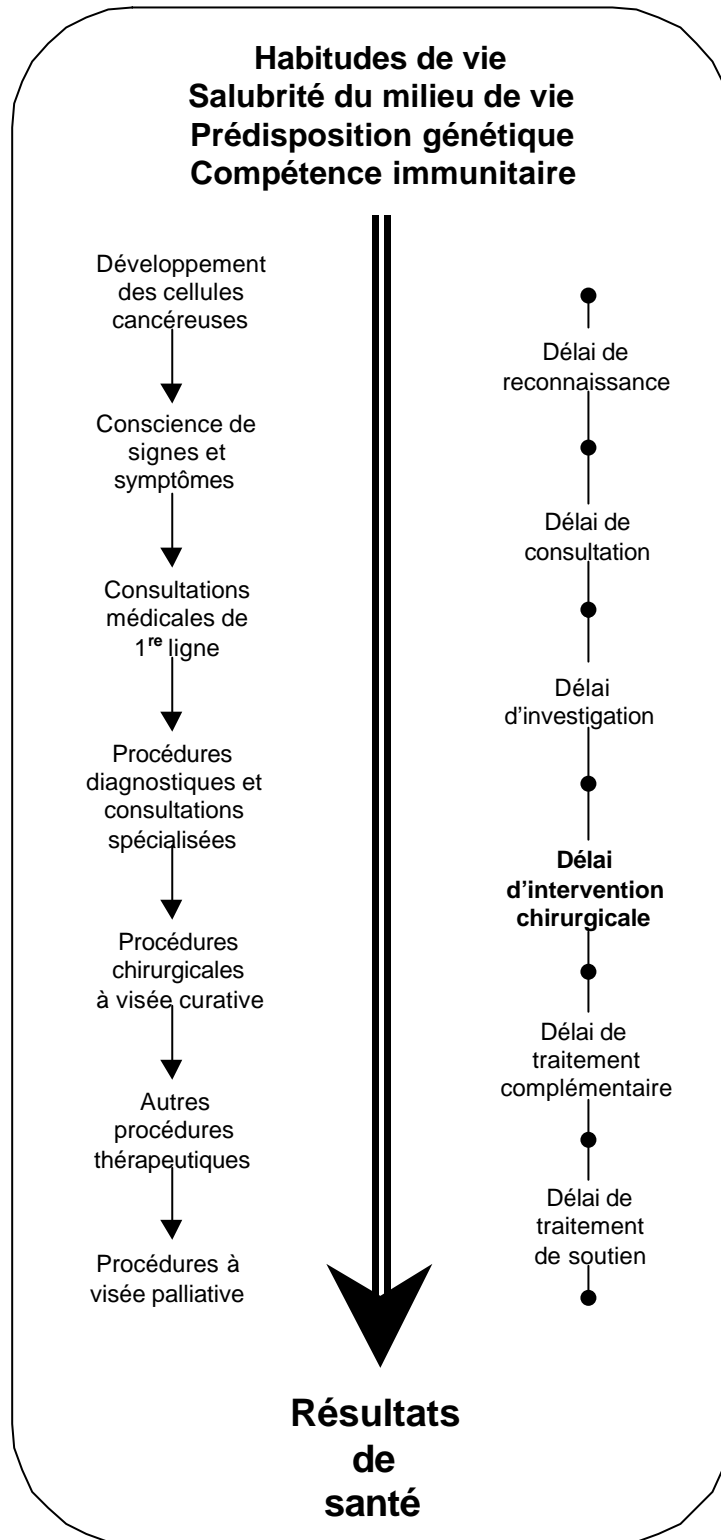 Habitudes de vie
Salubrité du milieu de vie
Prédisposition génétique
Compétence immunitaire
Développement
des cellules
cancéreuses
Conscience de
signes et
symptômes
Consultations
médicales de
1re ligne
Procédures
diagnostiques et
consultations
spécialisées
Procédures
chirurgicales
à visée curative
Autres
procédures
thérapeutiques
Procédures à
visée palliative
Délai de
reconnaissance
Délai de
consultation
Délai
d’investigation
Délai
d’intervention
chirurgicale
Délai de
traitement
complémentaire
Délai de
traitement
de soutien
Résultats
de
santé